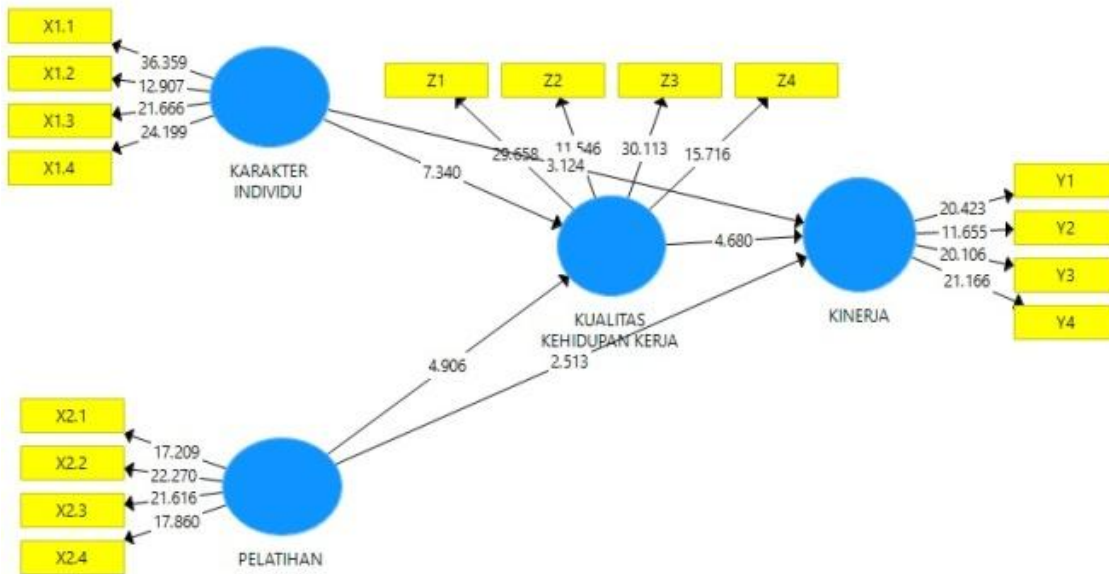 X1.1
X1.2
X1.3
X1.4
36.359
12.907
21.666
24.199
KARAKTER
INDIVIDU
Z1
Z2
Z3
Z4
29.658
11.546
30.113
15.716
3.124
7.340
KUALITAS
KEHIDUPAN KERJA
4.680
KINERJA
Y1
Y2
Y3
Y4
20.423
11.655
20.106
21.166
4.906
2.513
X2.1
X2.2
X2.3
X2.4
17.209
22.270
21.616
17.860
PELATIHAN